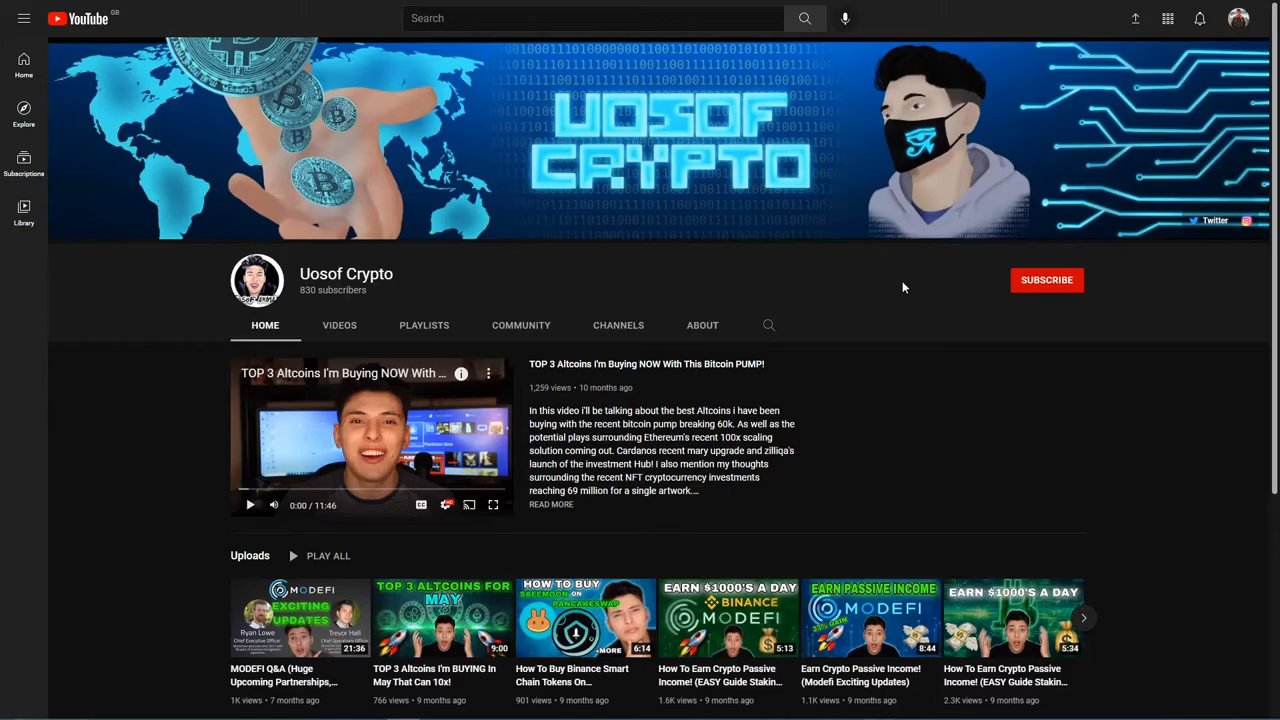 YouTube GB
Search
Home
Explore
Subscriptions
Library
UOSOF
CRYPTO
Twitter
Uosof Crypto
830 subscribers
SUBSCRIBE
HOME VIDEOS PLAYLISTS COMMUNITY CHANNELS ABOUT
TOP 3 Altcoins I'm Buying NOW With ...
0:00 / 11:46
TOP 3 Altcoins I'm Buying NOW With This Bitcoin PUMP!
1,259 views • 10 months ago
In this video i'll be talking about the best Altcoins i have been
buying with the recent bitcoin pump breaking 60k. As well as the
potential plays surrounding Ethereum's recent 100x scaling
solution coming out. Cardanos recent mary upgrade and zilliqa's
launch of the investment Hub! i also mention my thoughts
surrounding the recent NFT cryptocurrency investments
reaching 69 million for a single artwork...
READ MORE
Uploads PLAY ALL
MODEFI
EXCITING
UPDATES
Ryan Lowe
Chief Executive Officer
Trevor Hall
21:36
MODEFI Q&A (Huge
Upcoming Partnerships,...
1K views • 7 months ago
TOP 3 ALTCOINS FOR
MAY
9:00
TOP 3 Altcoins I'm BUYING In
May That Can 10x!
766 views • 9 months ago
HOW TO BUY
SAFEMOON ON
PANCAKESWAP
+MORE
6:14
How To Buy Binance Smart
Chain Tokens On...
901 views • 9 months ago
EARN $1000'S A DAY
BINANCE
MODEFI
5:13
How To Earn Crypto Passive
Income! (EASY Guide Stakin...
1.6K views • 9 months ago
EARN PASSIVE INCOME
MODEFI
33% GAIN
8:44
Earn Crypto Passive Income!
(Modefi Exciting Updates)
1.1K views • 9 months ago
EARN $1000'S A DAY
5:34
How To Earn Crypto Passive
Income! (EASY Guide Stakin...
2.3K views • 9 months ago